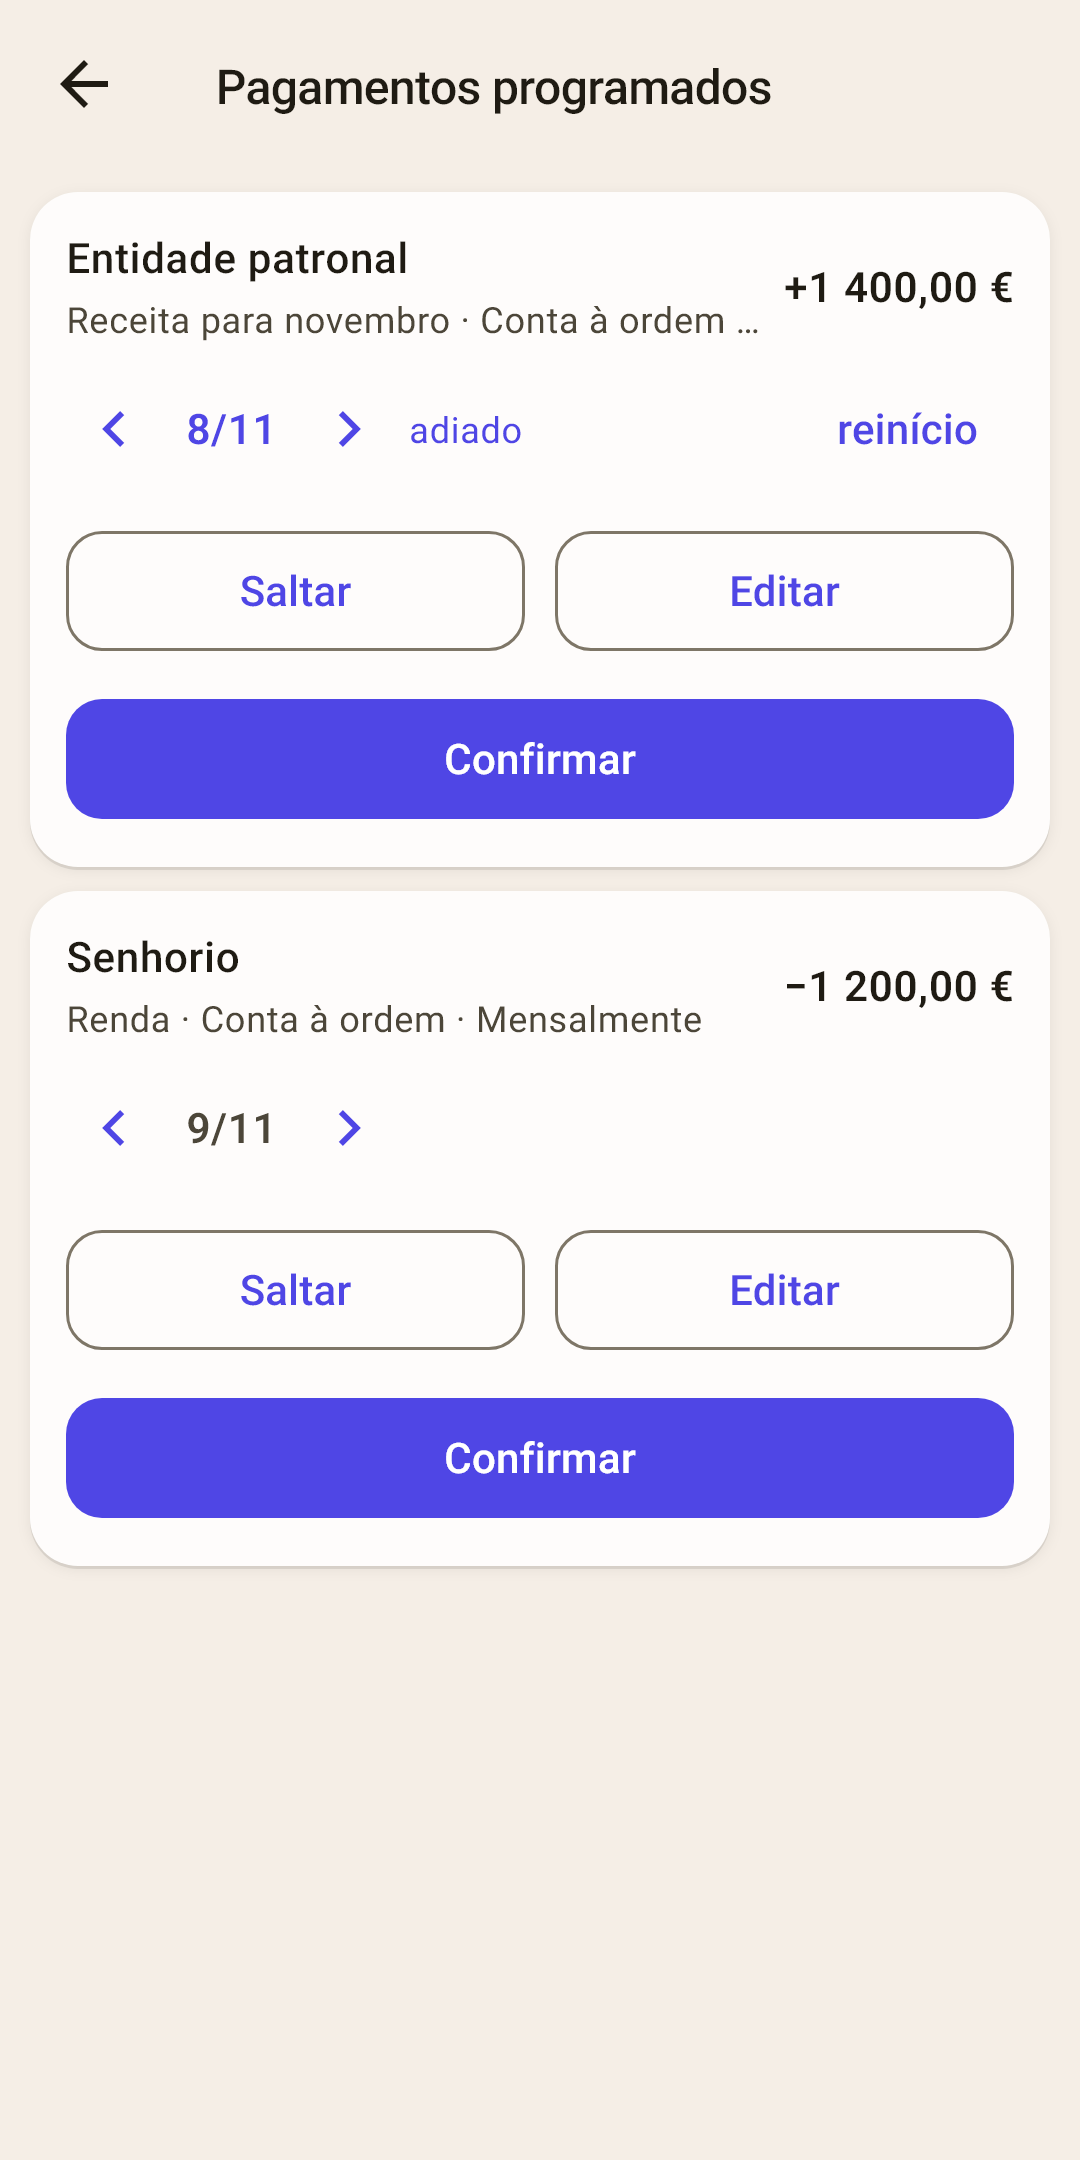 Pagamentos programados
Entidade patronal
+1 400,00 €
Receita para novembro · Conta à ordem …
8/11
adiado
reinício
Saltar
Editar
Confirmar
Senhorio
−1 200,00 €
Renda · Conta à ordem · Mensalmente
9/11
Saltar
Editar
Confirmar